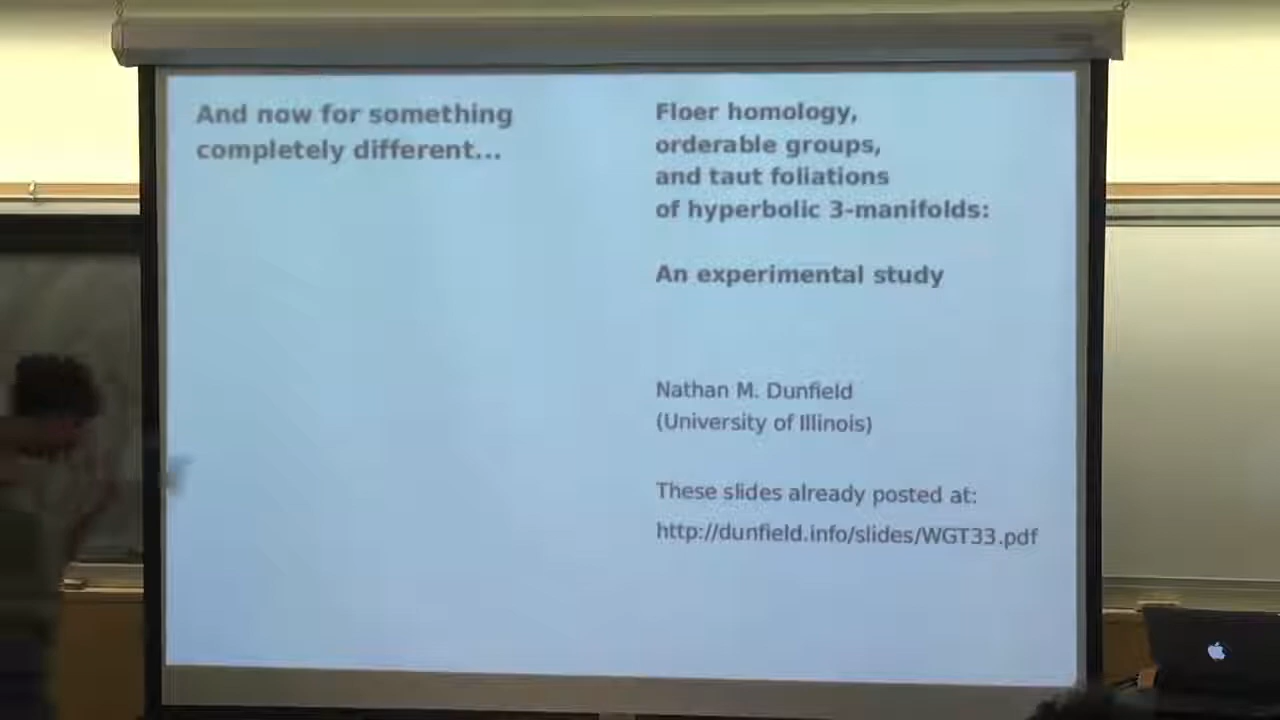 And now for something
completely different...
Floer homology,
orderable groups,
and taut foliations
of hyperbolic 3-manifolds:
An experimental study
Nathan M. Dunfield
(University of Illinois)
These slides already posted at:
http://dunfield.info/slides/WGT33.pdf